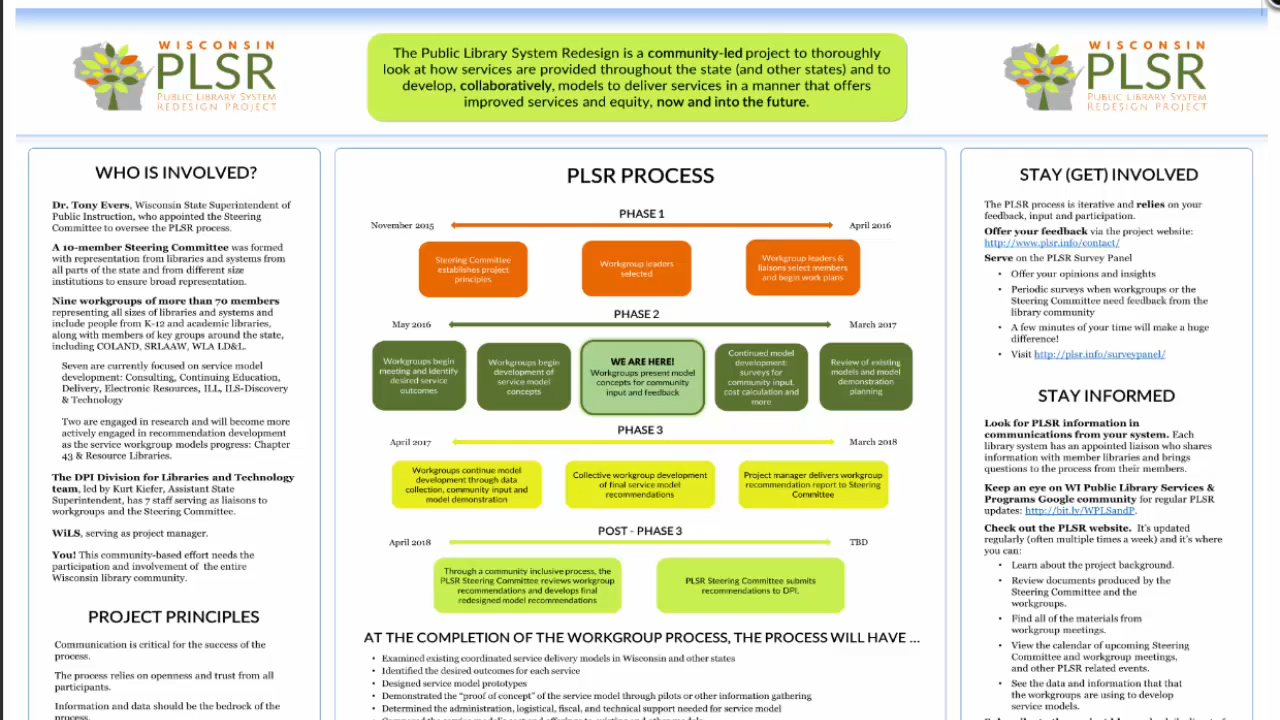 WISCONSIN
PLSR
PUBLIC LIBRARY SYSTEM
REDESIGN PROJECT
The Public Library System Redesign is a community-led project to thoroughly
look at how services are provided throughout the state (and other states) and to
develop, collaboratively, models to deliver services in a manner that offers
improved services and equity, now and into the future.
WISCONSIN
PLSR
PUBLIC LIBRARY SYSTEM
REDESIGN PROJECT
WHO IS INVOLVED?
Dr. Tony Evers, Wisconsin State Superintendent of
Public Instruction, who appointed the Steering
Committee to oversee the PLSR process.
A 10-member Steering Committee was formed
with representation from libraries and systems from
all parts of the state and from different size
institutions to ensure broad representation.
Nine workgroups of more than 70 members
representing all sizes of libraries and systems and
include people from K-12 and academic libraries,
along with members of key groups around the state,
including COLAND, SRLAAW, WLA LD&L.
Seven are currently focused on service model
development: Consulting, Continuing Education,
Delivery, Electronic Resources, ILL, ILS-Discovery
& Technology
Two are engaged in research and will become more
actively engaged in recommendation development
as the service workgroup models progress: Chapter
43 & Resource Libraries.
The DPI Division for Libraries and Technology
team, led by Kurt Kiefer, Assistant State
Superintendent, has 7 staff serving as liaisons to
workgroups and the Steering Committee.
WiLS, serving as project manager.
You! This community-based effort needs the
participation and involvement of the entire
Wisconsin library community.
PROJECT PRINCIPLES
Communication is critical for the success of the
process.
The process relies on openness and trust from all
participants.
Information and data should be the bedrock of the
process.
PLSR PROCESS
PHASE 1
November 2015
April 2016
Steering Committee
establishes project
principles
Workgroup leaders
selected
Workgroup leaders &
liaisons select members
and begin work plans
PHASE 2
May 2016
March 2017
Workgroups begin
meeting and identify
desired service
outcomes
Workgroups begin
development of
service model
concepts
WE ARE HERE!
Workgroups present model
concepts for community
input and feedback
Continued model
development:
surveys for
community input,
cost calculation and
more
Review of existing
models and model
demonstration
planning
PHASE 3
April 2017
March 2018
Workgroups continue model
development through data
collection, community input and
model demonstration
Collective workgroup development
of final service model
recommendations
Project manager delivers workgroup
recommendation report to Steering
Committee
POST - PHASE 3
April 2018
TBD
Through a community inclusive process, the
PLSR Steering Committee reviews workgroup
recommendations and develops final
redesigned model recommendations
PLSR Steering Committee submits
recommendations to DPI.
AT THE COMPLETION OF THE WORKGROUP PROCESS, THE PROCESS WILL HAVE ...
• Examined existing coordinated service delivery models in Wisconsin and other states
• Identified the desired outcomes for each service
• Designed service model prototypes
• Demonstrated the "proof of concept" of the service model through pilots or other information gathering
• Determined the administration, logistical, fiscal, and technical support needed for service model
STAY (GET) INVOLVED
The PLSR process is iterative and relies on your
feedback, input and participation.
Offer your feedback via the project website:
http://www.plsr.info/contact/
Serve on the PLSR Survey Panel
• Offer your opinions and insights
• Periodic surveys when workgroups or the
Steering Committee need feedback from the
library community
• A few minutes of your time will make a huge
difference!
• Visit http://plsr.info/surveypanel/
STAY INFORMED
Look for PLSR information in
communications from your system. Each
library system has an appointed liaison who shares
information with member libraries and brings
questions to the process from their members.
Keep an eye on WI Public Library Services &
Programs Google community for regular PLSR
updates: http://bit.ly/WPLSandP.
Check out the PLSR website. It's updated
regularly (often multiple times a week) and it's where
you can:
• Learn about the project background.
• Review documents produced by the
Steering Committee and the
workgroups.
• Find all of the materials from
workgroup meetings.
• View the calendar of upcoming Steering
Committee and workgroup meetings,
and other PLSR related events.
• See the data and information that
the workgroups are using to develop
service models.